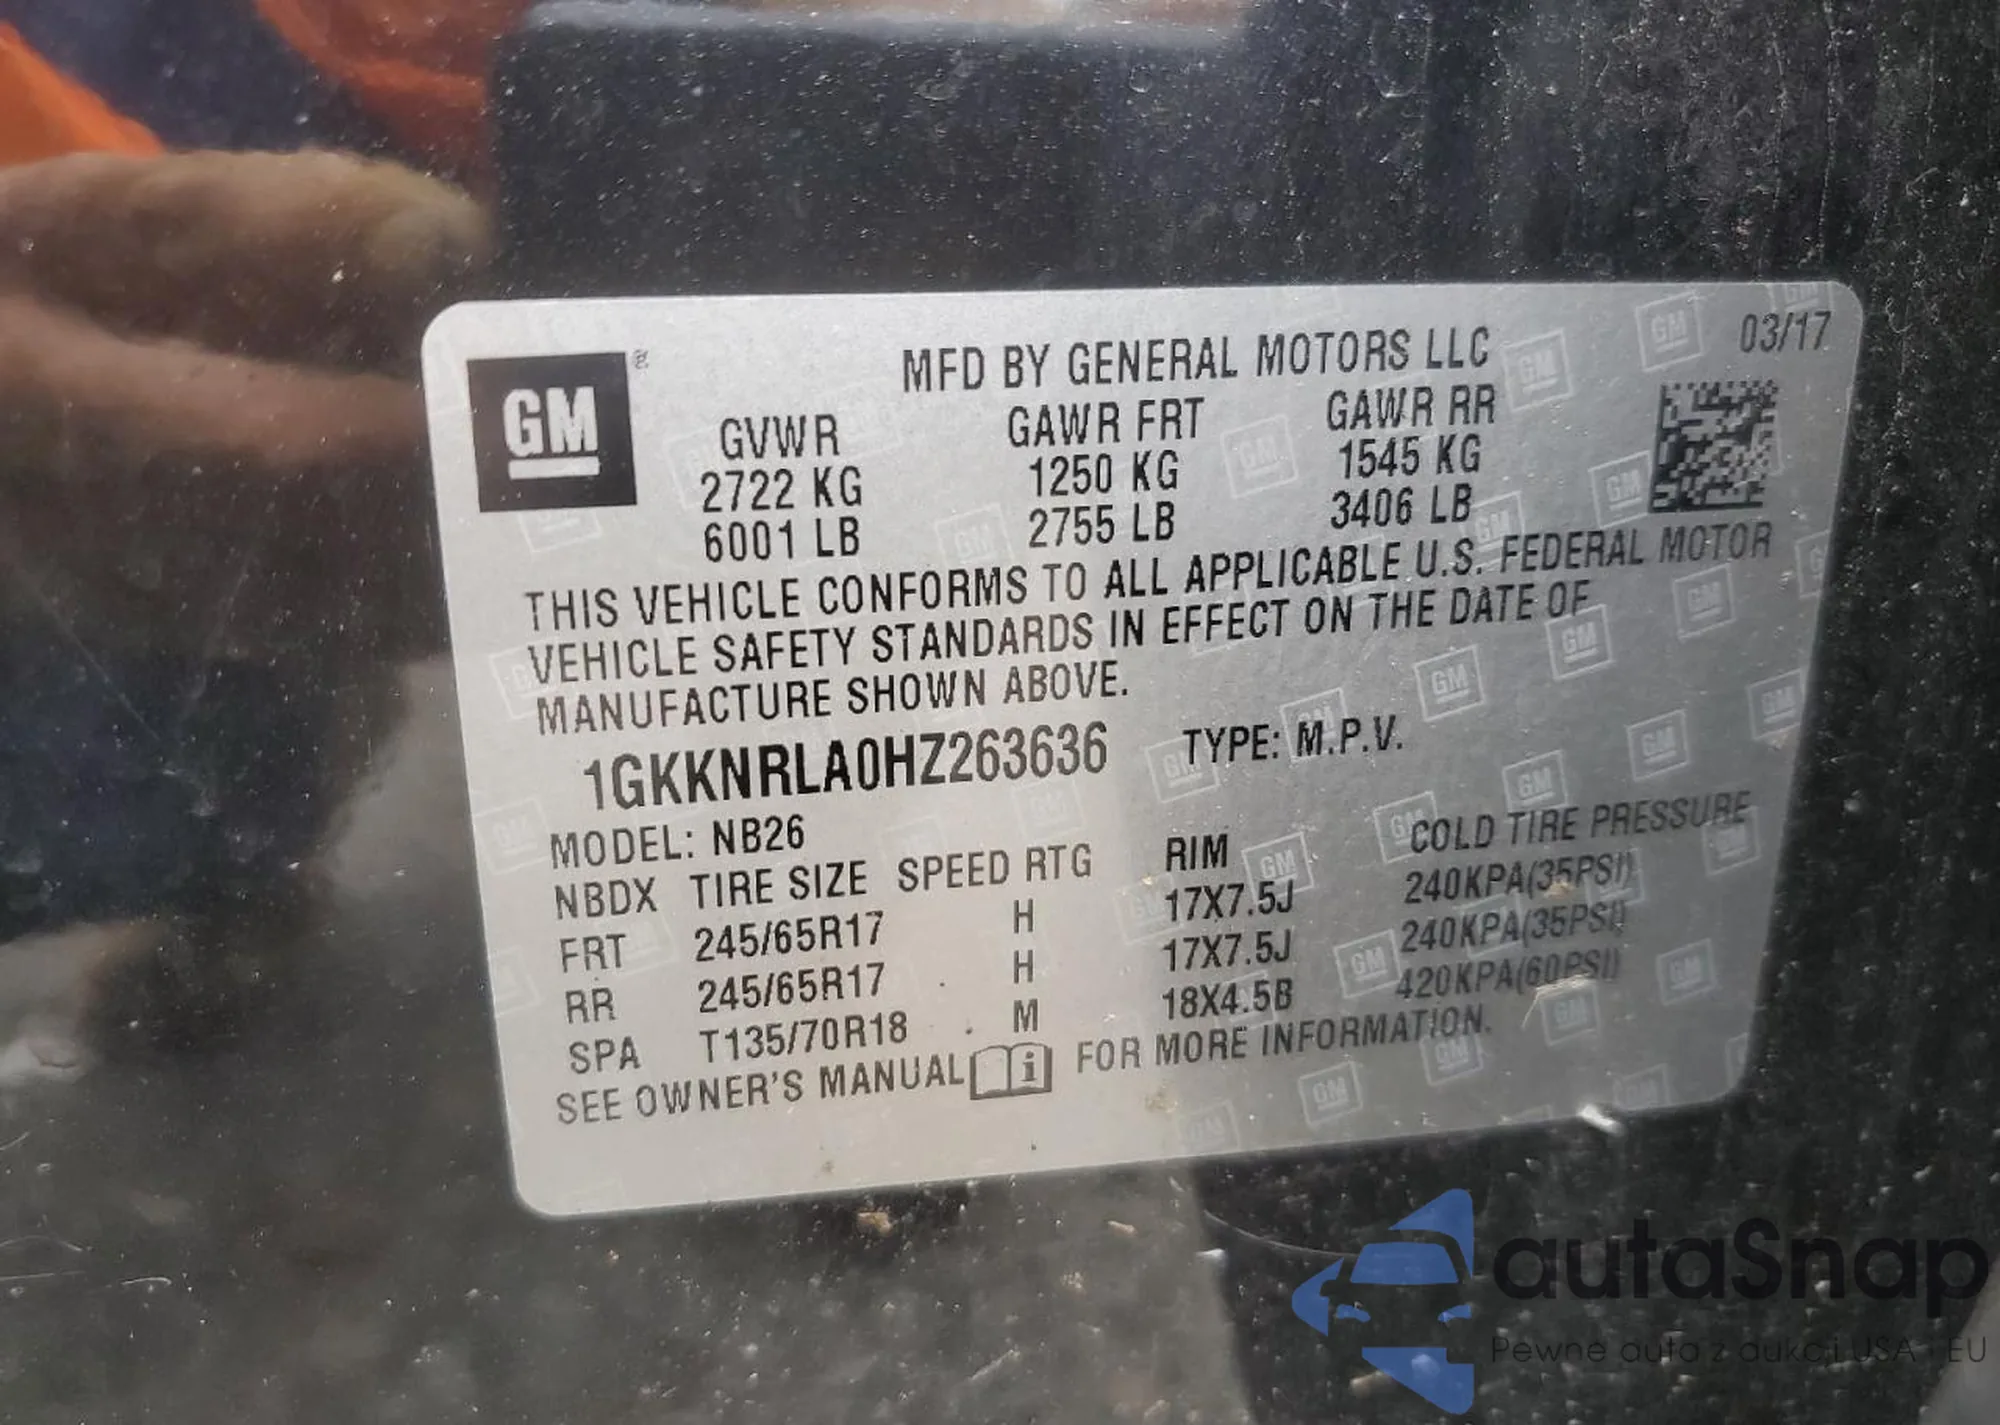 MFD BY GENERAL MOTORS LLC 03/17
GM
GVWR GAWR FRT GAWR RR
2722 KG 1250 KG 1545 KG
6001 LB 2755 LB 3406 LB
THIS VEHICLE CONFORMS TO ALL APPLICABLE U.S. FEDERAL MOTOR
VEHICLE SAFETY STANDARDS IN EFFECT ON THE DATE OF
MANUFACTURE SHOWN ABOVE.
1GKKNRLA0HZ263636 TYPE: M.P.V.
MODEL: NB26
NBDX TIRE SIZE SPEED RTG RIM COLD TIRE PRESSURE
FRT 245/65R17 H 17X7.5J 240KPA(35PSI)
RR 245/65R17 H 17X7.5J 240KPA(35PSI)
SPA T135/70R18 M 18X4.5B 420KPA(60PSI)
SEE OWNER'S MANUAL i FOR MORE INFORMATION.
autaSnap
Pewne auta z aukcji USA i EU